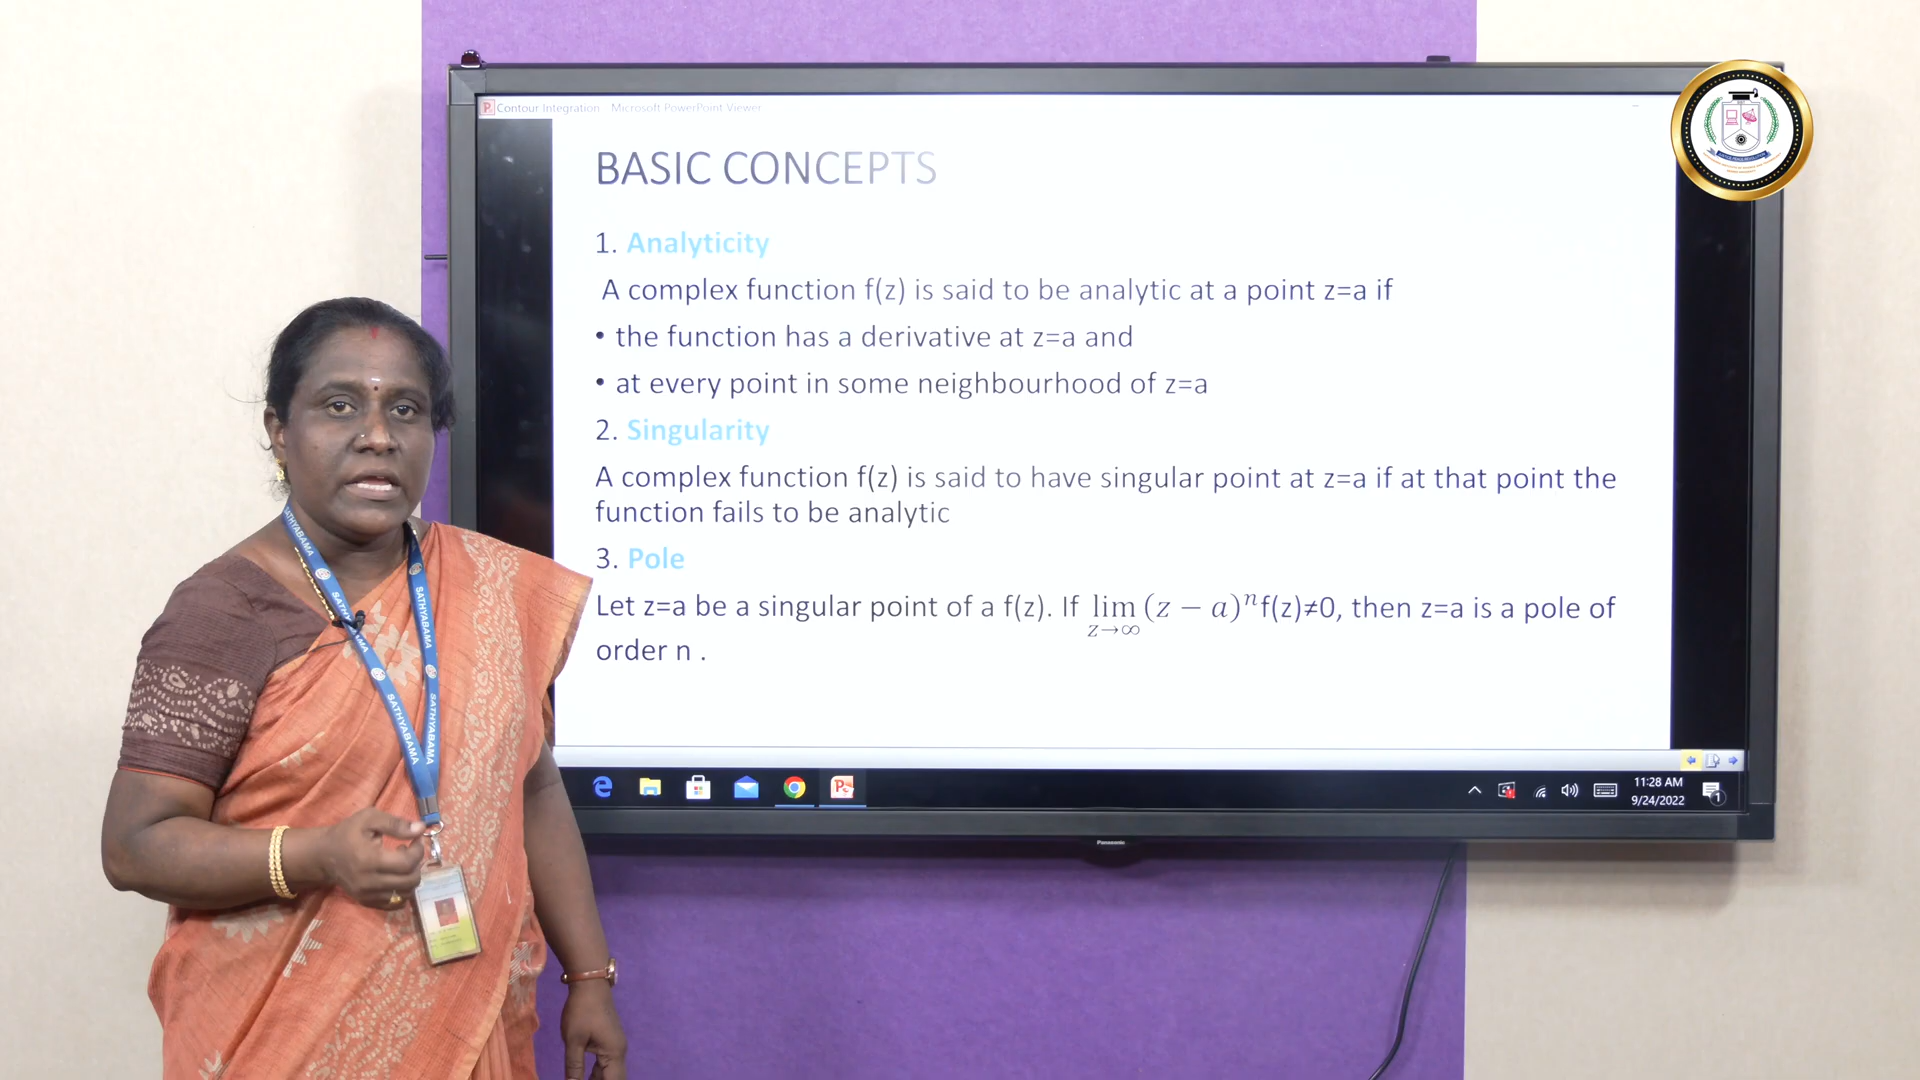 Contour Integration Microsoft PowerPoint Viewer
BASIC CONCEPTS
1. Analyticity
A complex function f(z) is said to be analytic at a point z=a if
• the function has a derivative at z=a and
• at every point in some neighbourhood of z=a
2. Singularity
A complex function f(z) is said to have singular point at z=a if at that point the
function fails to be analytic
3. Pole
Let z=a be a singular point of a f(z). If lim z→∞ (z − a)ⁿf(z)≠0, then z=a is a pole of
order n .
11:28 AM
9/24/2022
1
Panasonic
SATHYABAMA
SATHYABAMA
SATHYABAMA
SATHYABAMA
SATHYABAMA